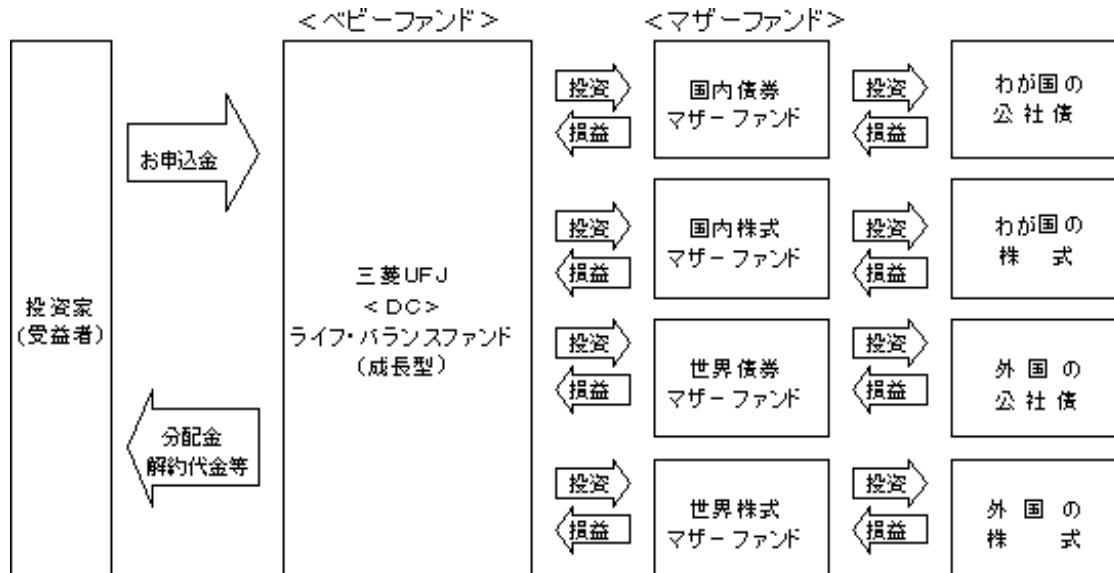 ＜ベビーファンド＞
＜マザーファンド＞
投資家
(受益者)
お申込金
分配金
解約代金等
三菱UFJ
＜DC＞
ライフ・バランスファンド
(成長型)
投資
損益
国内債券
マザーファンド
投資
損益
わが国の
公社債
投資
損益
国内株式
マザーファンド
投資
損益
わが国の
株式
投資
損益
世界債券
マザーファンド
投資
損益
外国の
公社債
投資
損益
世界株式
マザーファンド
投資
損益
外国の
株式